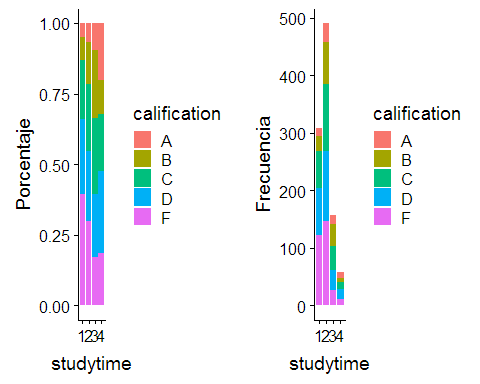 Porcentaje
1.00
0.75
0.50
0.25
0.00
1234
studytime
calification
A
B
C
D
F
Frecuencia
500
400
300
200
100
0
1234
studytime
calification
A
B
C
D
F